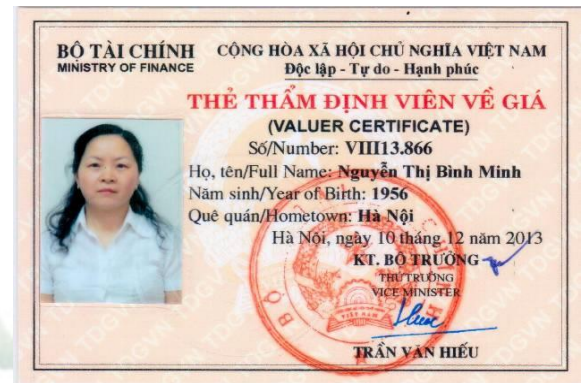 BỘ TÀI CHÍNH
MINISTRY OF FINANCE
CỘNG HÒA XÃ HỘI CHỦ NGHĨA VIỆT NAM
Độc lập - Tự do - Hạnh phúc
THẺ THẨM ĐỊNH VIÊN VỀ GIÁ
(VALUER CERTIFICATE)
Số/Number: VIII13.866
Họ, tên/Full Name: Nguyễn Thị Bình Minh
Năm sinh/Year of Birth: 1956
Quê quán/Hometown: Hà Nội
Hà Nội, ngày 10 tháng 12 năm 2013
KT. BỘ TRƯỞNG
THỨ TRƯỞNG
VICE MINISTER
TRẦN VĂN HIẾU